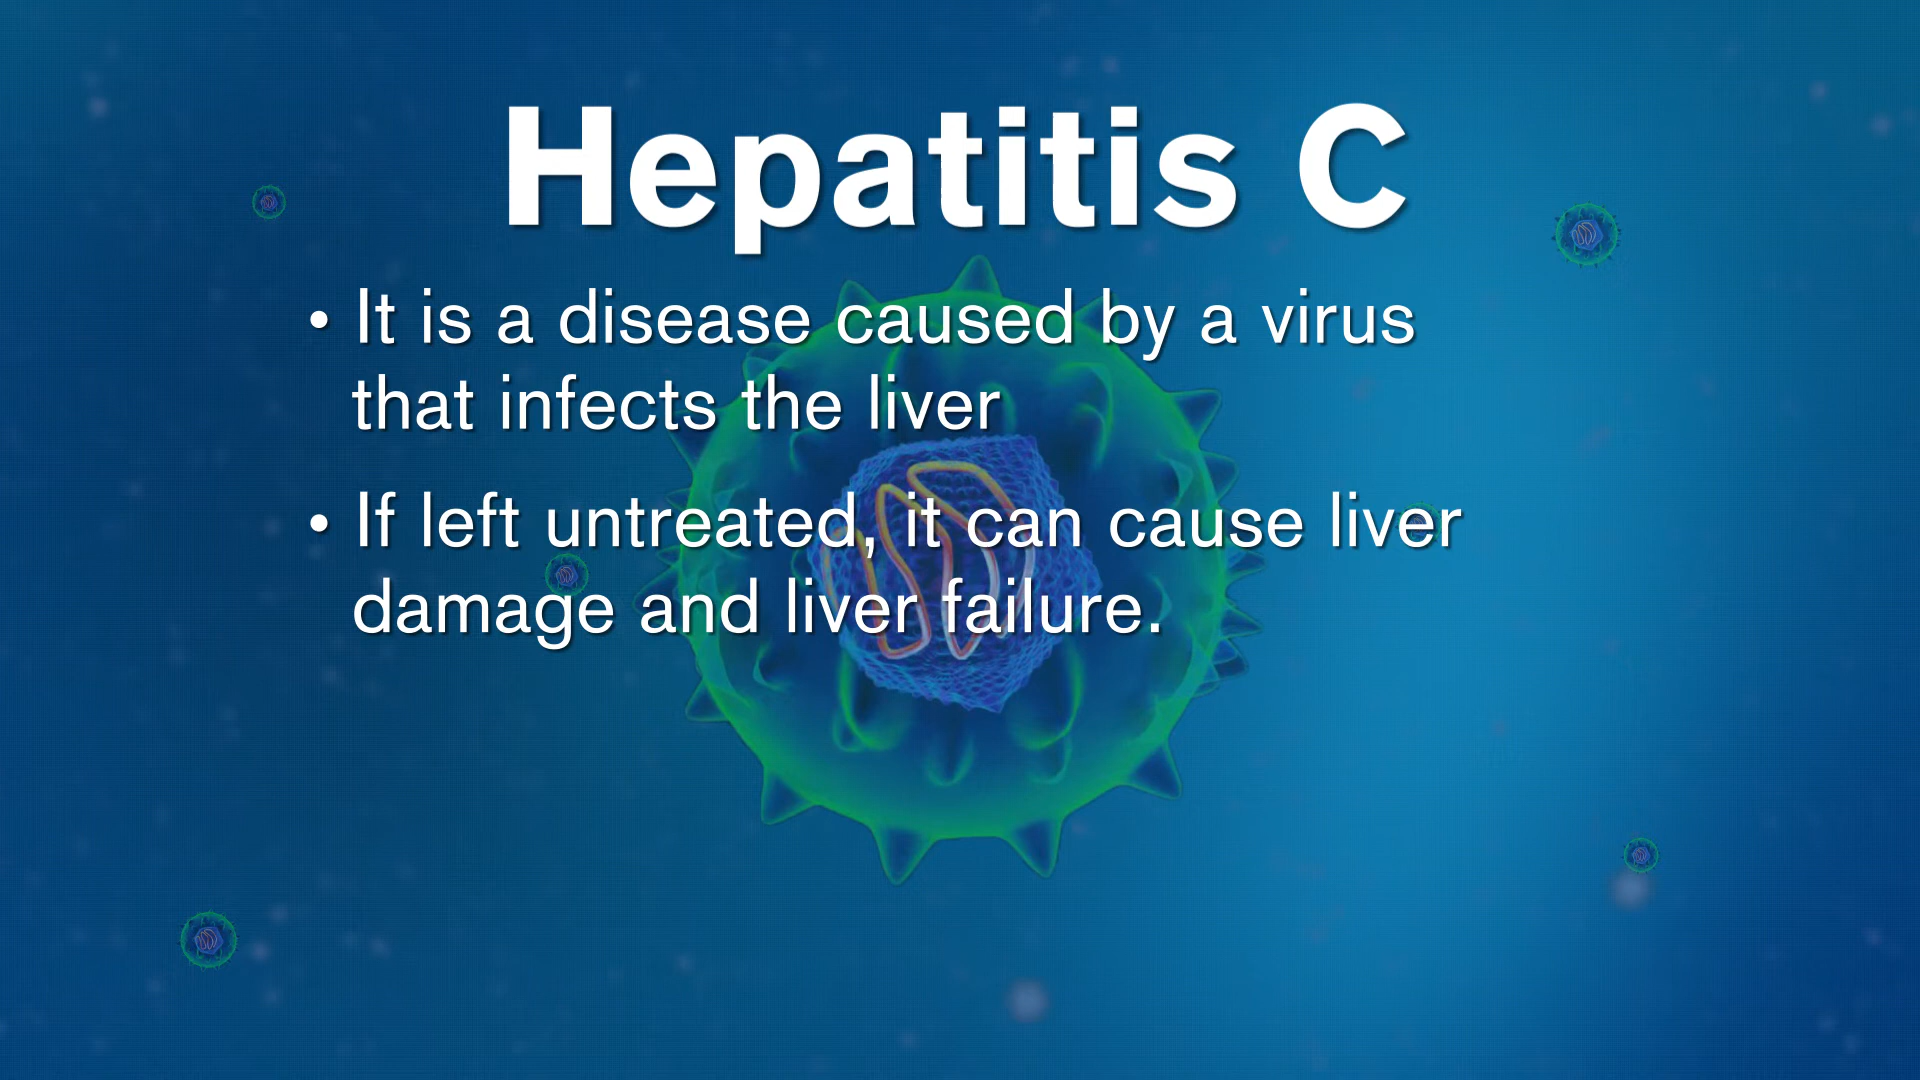 Hepatitis C
• It is a disease caused by a virus
that infects the liver
• If left untreated, it can cause liver
damage and liver failure.